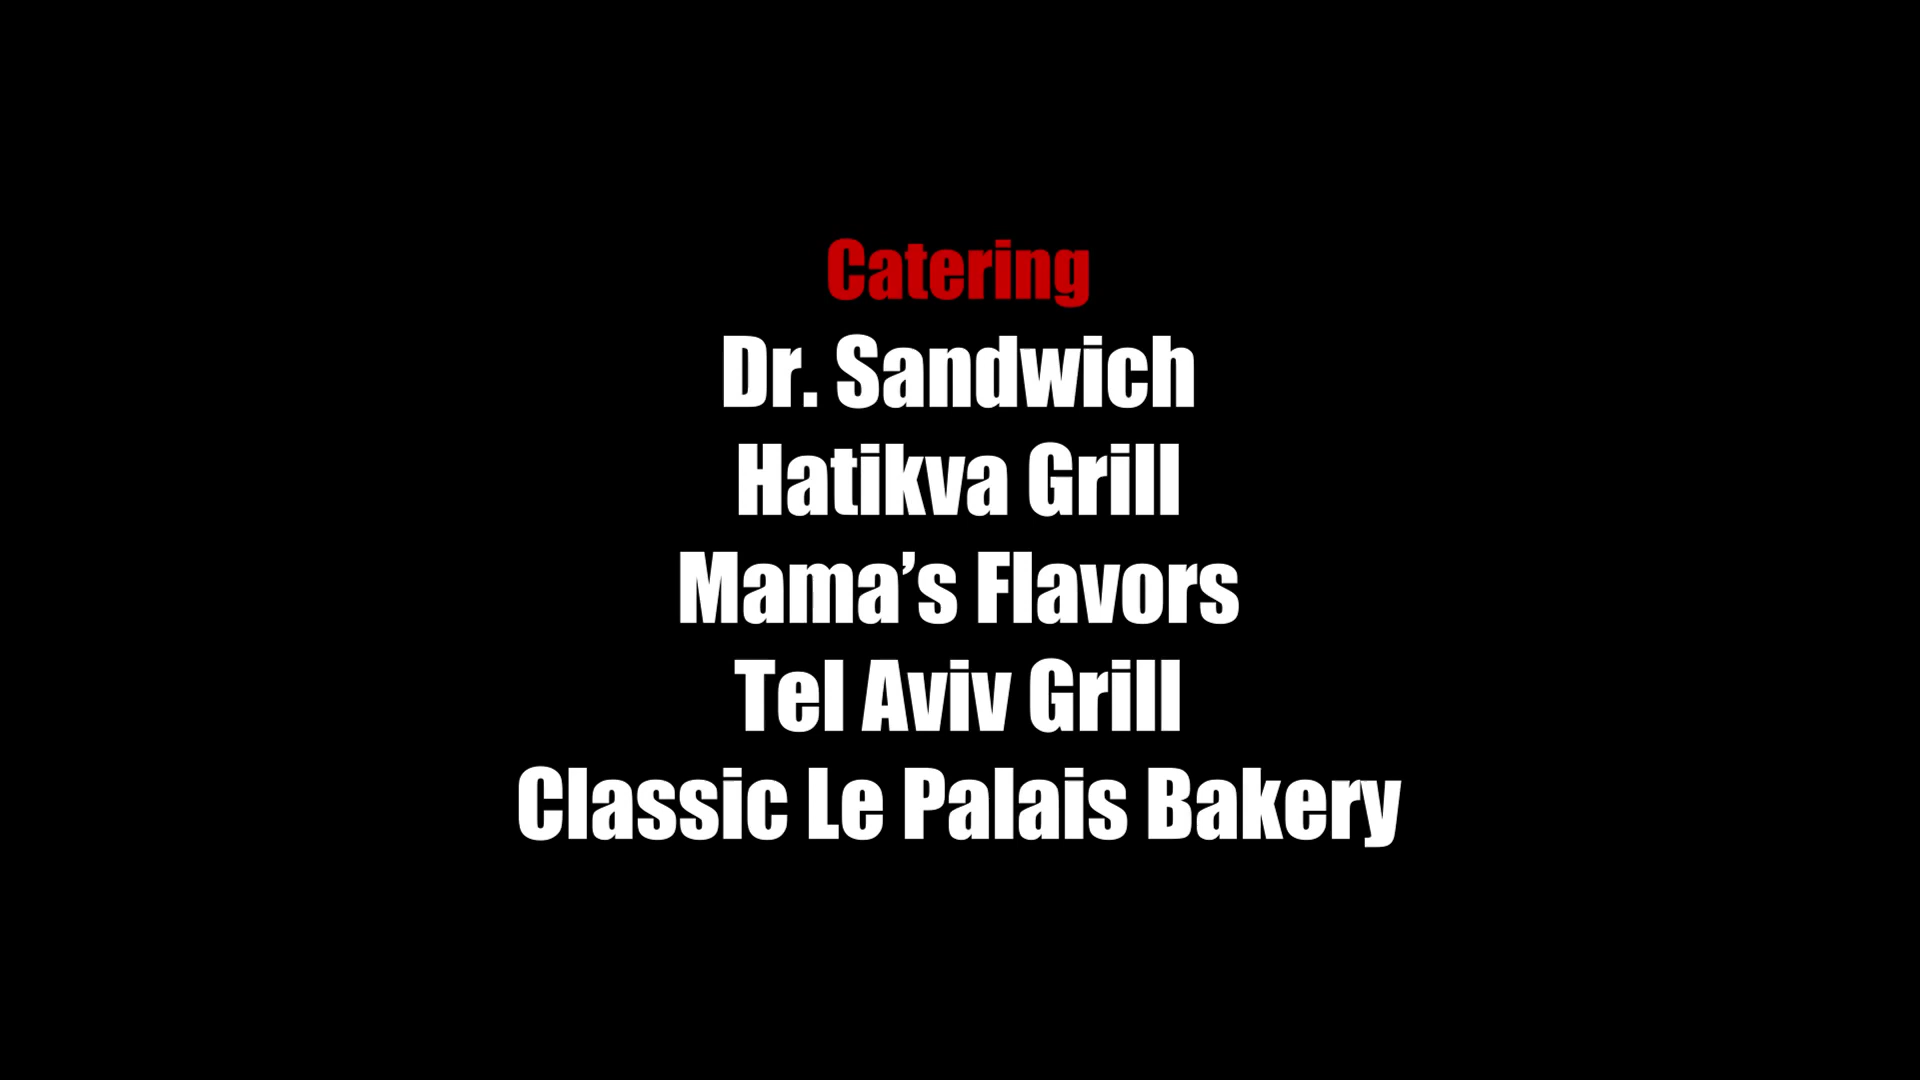 Catering
Dr. Sandwich
Hatikva Grill
Mama’s Flavors
Tel Aviv Grill
Classic Le Palais Bakery